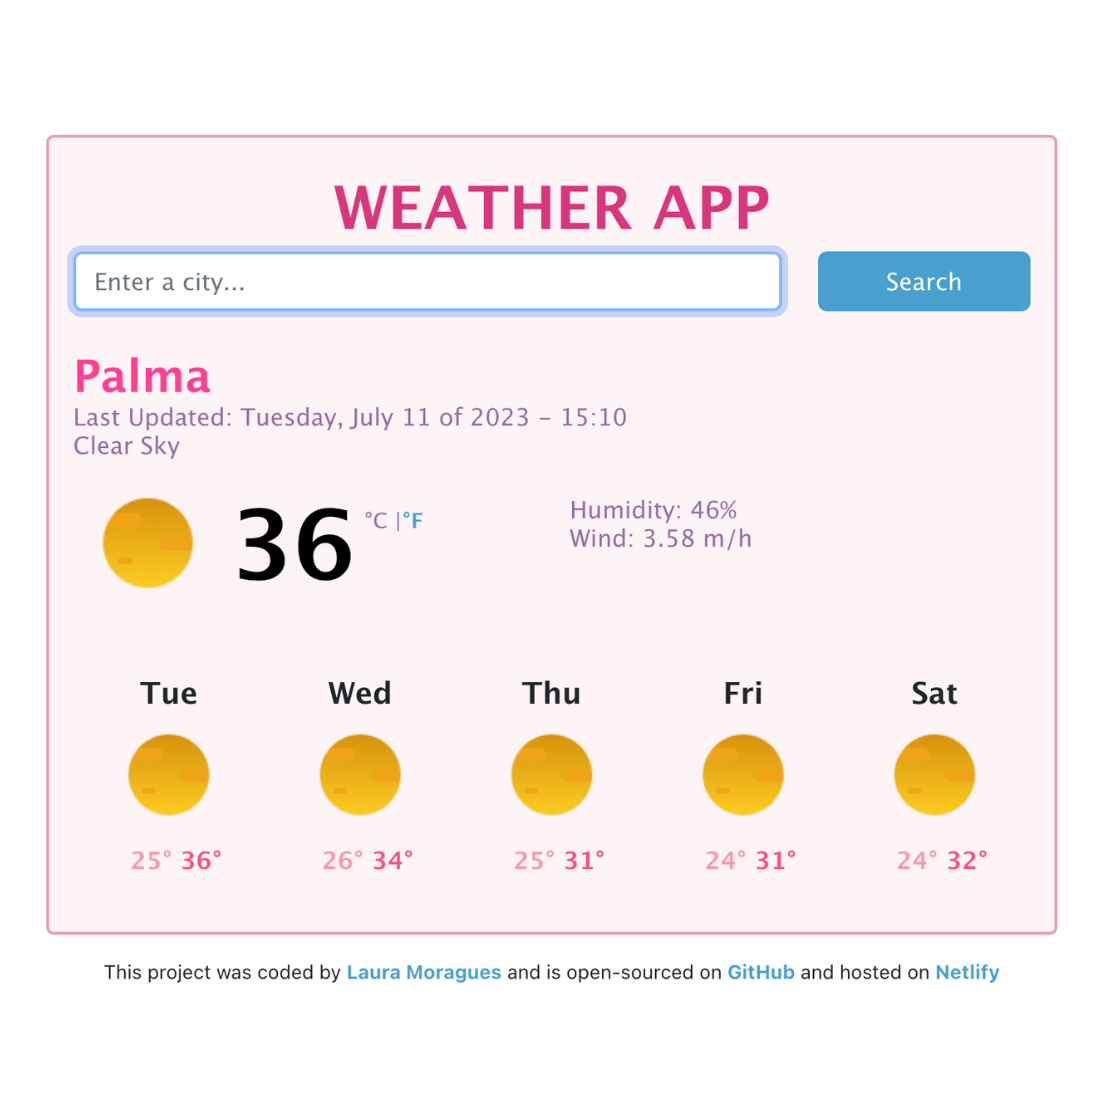 WEATHER APP
Enter a city...
Search
Palma
Last Updated: Tuesday, July 11 of 2023 - 15:10
Clear Sky
36 °C |°F
Humidity: 46%
Wind: 3.58 m/h
Tue Wed Thu Fri Sat
25° 36° 26° 34° 25° 31° 24° 31° 24° 32°
This project was coded by Laura Moragues and is open-sourced on GitHub and hosted on Netlify